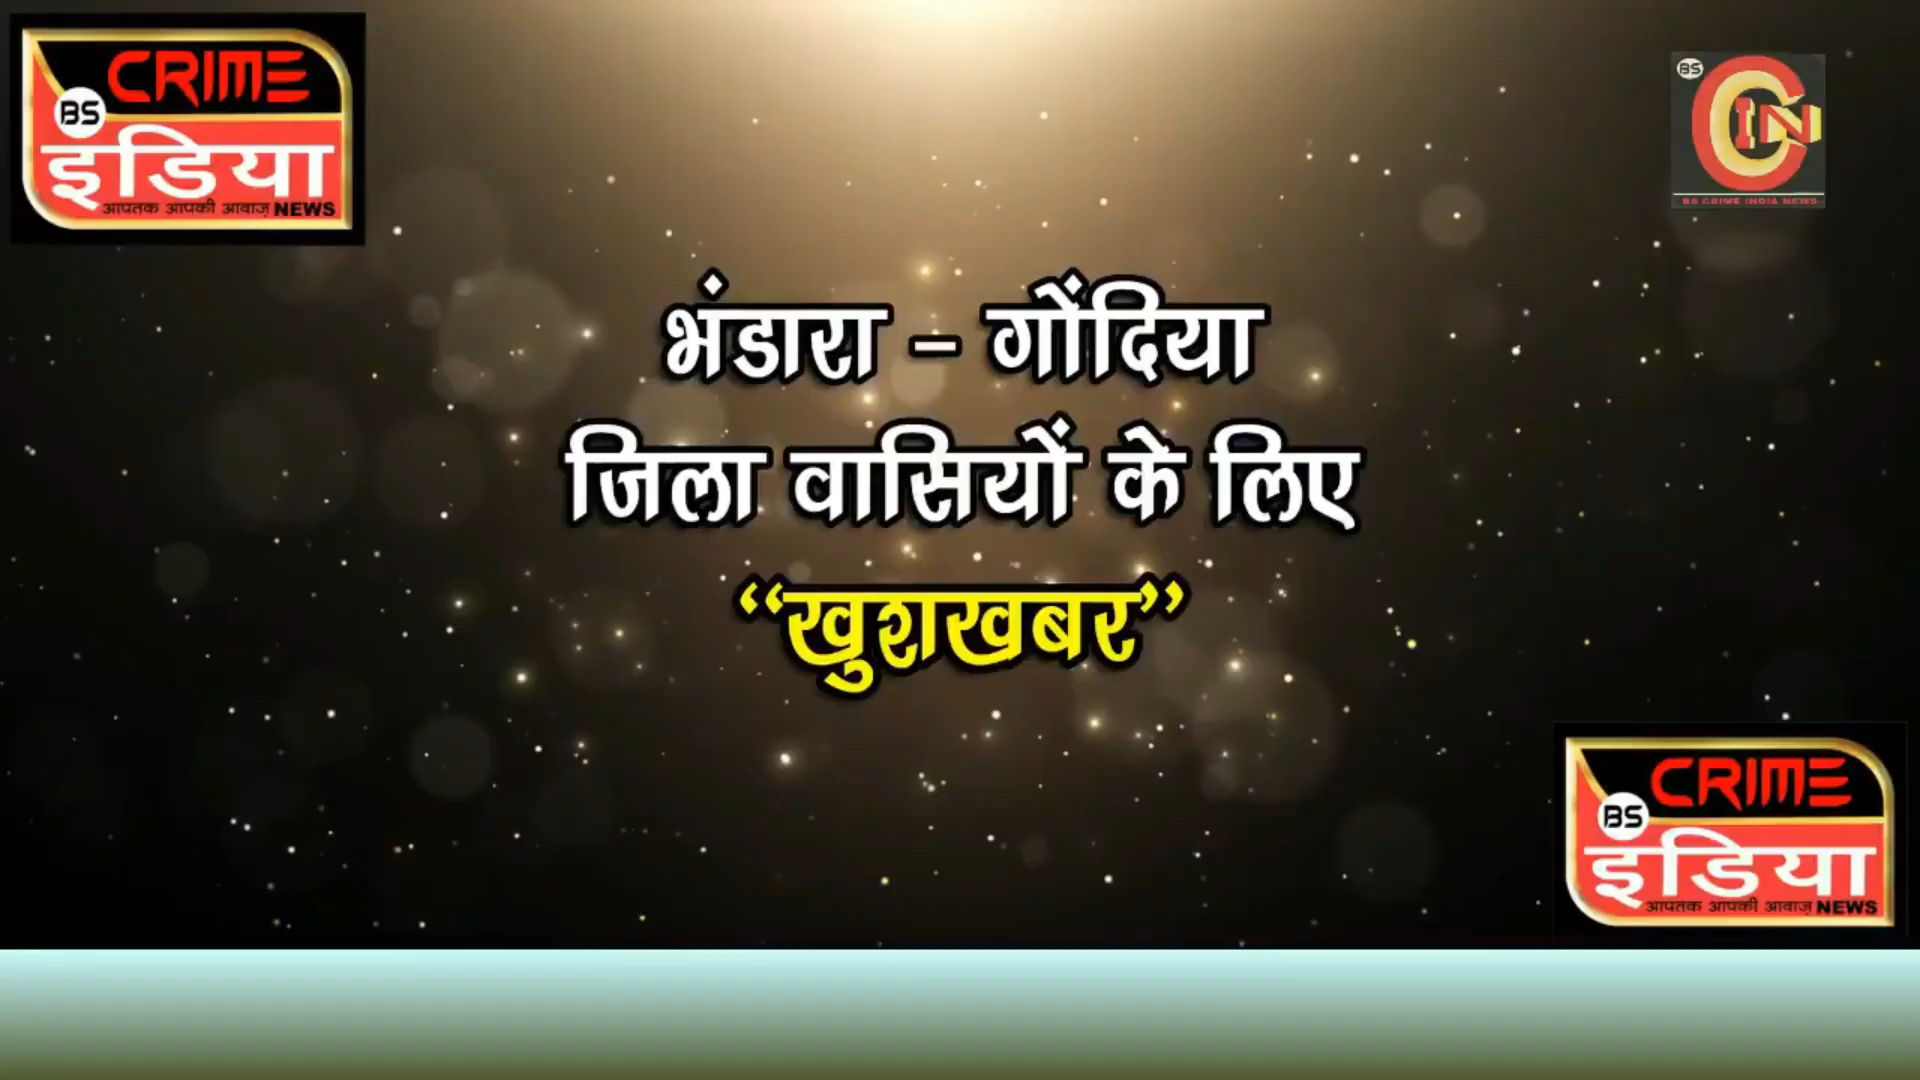 CRIME
BS
इंडिया
आपतक आपकी आवाज़ NEWS
BS
C IN
BS CRIME INDIA NEWS
भंडारा – गोंदिया
जिला वासियों के लिए
“खुशखबर”
CRIME
BS
इंडिया
आपतक आपकी आवाज़ NEWS